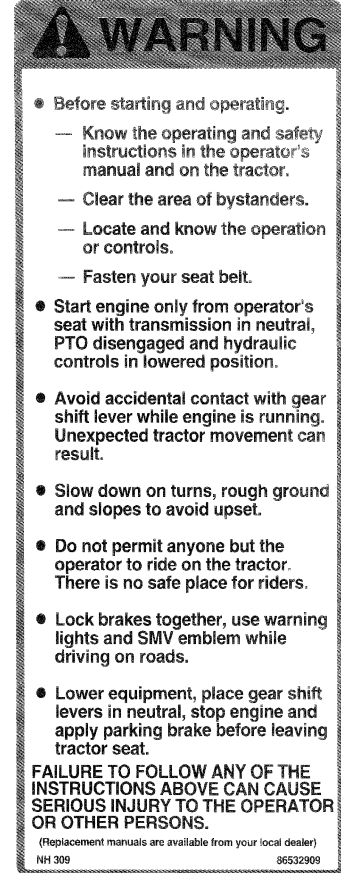 WARNING
• Before starting and operating.
— Know the operating and safety
instructions in the operator's
manual and on the tractor.
— Clear the area of bystanders.
— Locate and know the operation
or controls.
— Fasten your seat belt.
• Start engine only from operator's
seat with transmission in neutral,
PTO disengaged and hydraulic
controls in lowered position.
• Avoid accidental contact with gear
shift lever while engine is running.
Unexpected tractor movement can
result.
• Slow down on turns, rough ground
and slopes to avoid upset.
• Do not permit anyone but the
operator to ride on the tractor.
There is no safe place for riders.
• Lock brakes together, use warning
lights and SMV emblem while
driving on roads.
• Lower equipment, place gear shift
levers in neutral, stop engine and
apply parking brake before leaving
tractor seat.
FAILURE TO FOLLOW ANY OF THE
INSTRUCTIONS ABOVE CAN CAUSE
SERIOUS INJURY TO THE OPERATOR
OR OTHER PERSONS.
(Replacement manuals are available from your local dealer)
NH 309 86532909